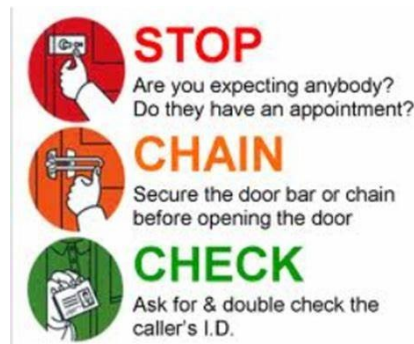 STOP
Are you expecting anybody?
Do they have an appointment?
CHAIN
Secure the door bar or chain
before opening the door
CHECK
Ask for & double check the
caller's I.D.